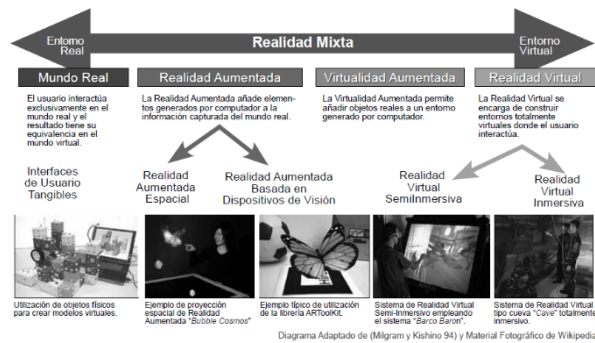 Entorno
Real
Realidad Mixta
Entorno
Virtual
Mundo Real
Realidad Aumentada
Virtualidad Aumentada
Realidad Virtual
El usuario interactúa
exclusivamente en el
mundo real y el
resultado tiene su
equivalencia en el
mundo virtual.
La Realidad Aumentada añade elemen-
tos generados por computador a la
información capturada del mundo real.
La Virtualidad Aumentada permite
añadir objetos reales a un entorno
generado por computador.
La Realidad Virtual se
encarga de construir
entornos totalmente
virtuales donde el usuario
interactúa.
Interfaces
de Usuario
Tangibles
Realidad
Aumentada
Espacial
Realidad Aumentada
Basada en
Dispositivos de Visión
Realidad
Virtual
SemiInmersiva
Realidad
Virtual
Inmersiva
Utilización de objetos físicos
para crear modelos virtuales.
Ejemplo de proyección
espacial de Realidad
Aumentada "Bubble Cosmos"
Ejemplo típico de utilización
de la librería ARToolKit.
Sistema de Realidad Virtual
Semi-Inmersivo empleando
el sistema "Barco Baron".
Sistema de Realidad Virtual
tipo cueva "Cave" totalmente
inmersivo.
Diagrama Adaptado de (Milgram y Kishino 94) y Material Fotográfico de Wikipedia